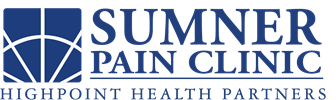 SUMNER
PAIN CLINIC
HIGHPOINT HEALTH PARTNERS